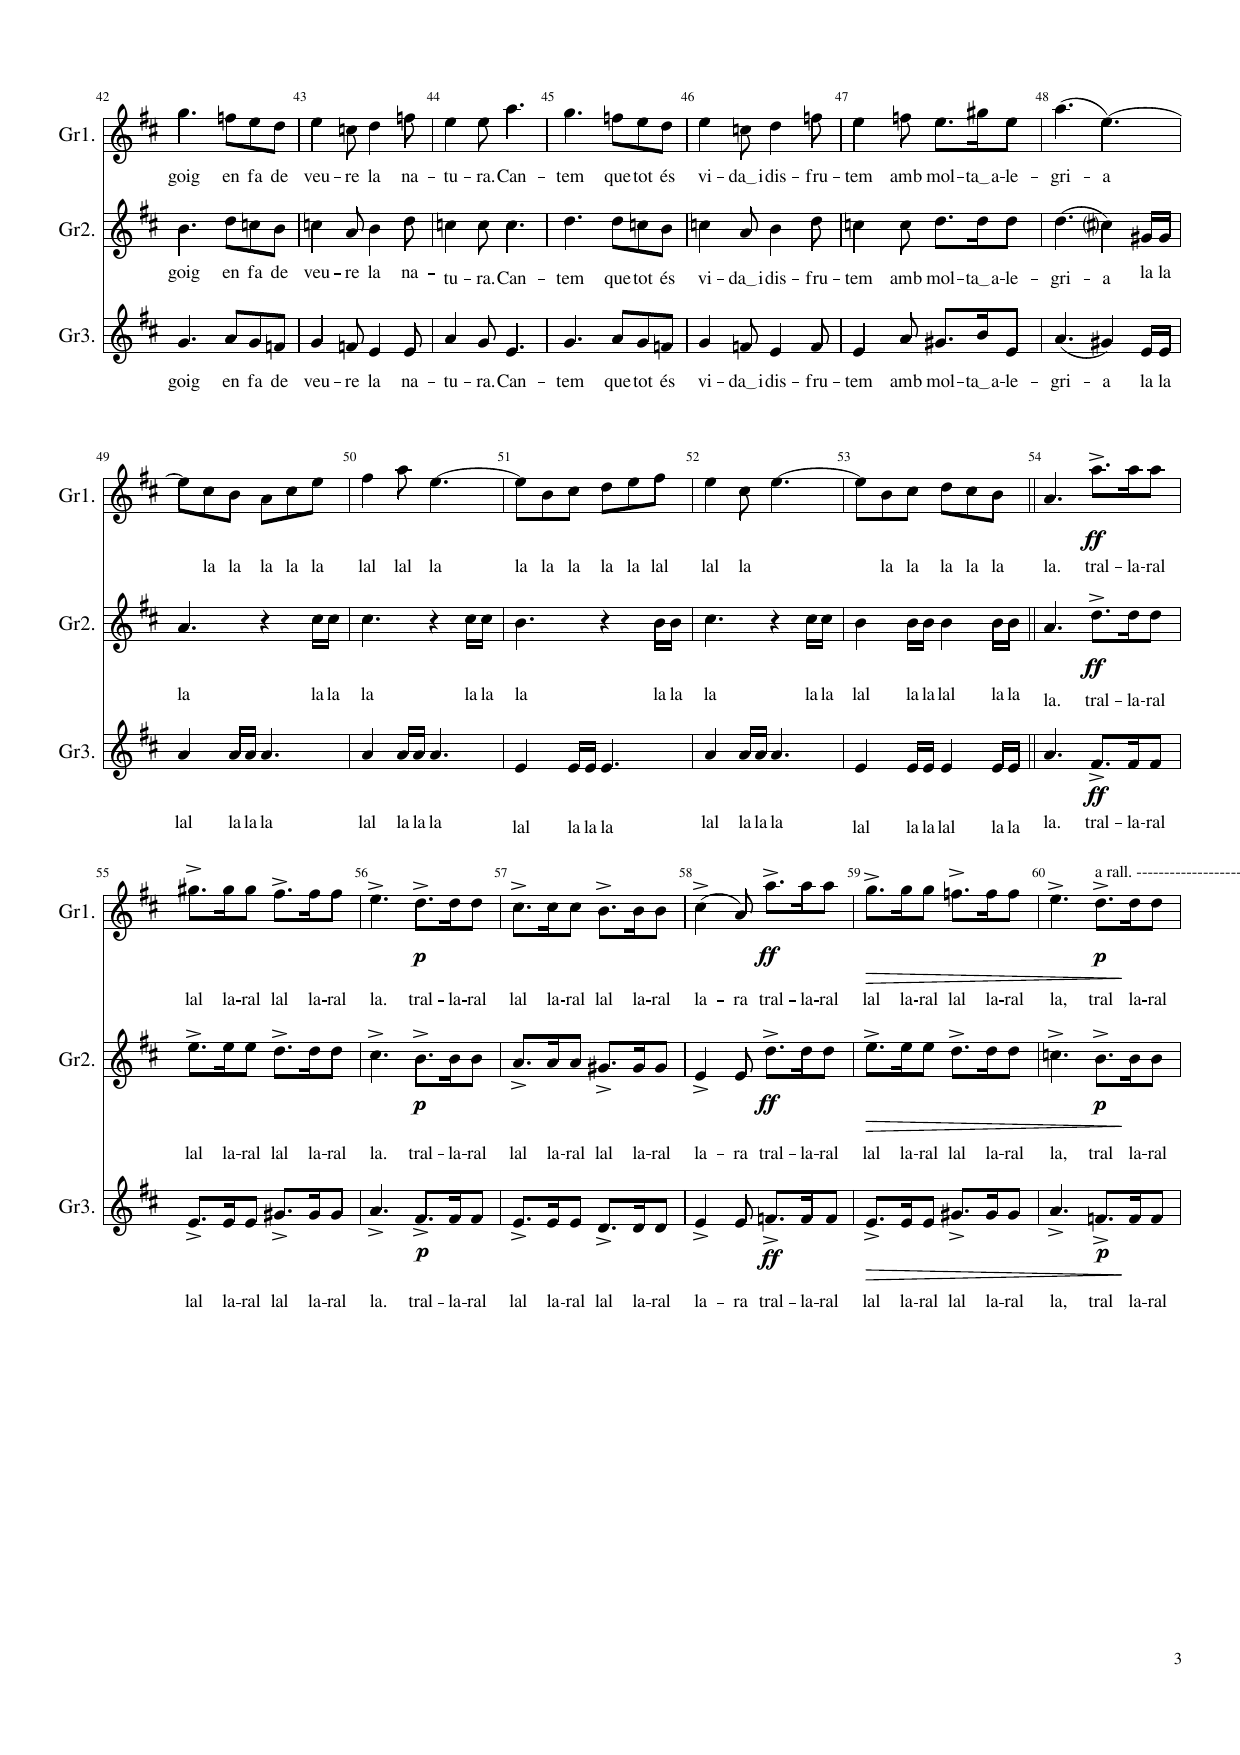 42 43 44 45 46 47 48
Gr1.
goig en fa de veu – re la na – tu – ra. Can – tem que tot és vi – da‿i dis – fru – tem amb mol – ta‿a-le – gri – a
Gr2.
goig en fa de veu – re la na – tu – ra. Can – tem que tot és vi – da‿i dis – fru – tem amb mol – ta‿a-le – gri – a la la
Gr3.
goig en fa de veu – re la na – tu – ra. Can – tem que tot és vi – da‿i dis – fru – tem amb mol – ta‿a-le – gri – a la la
49 50 51 52 53 54
Gr1.
ff
la la la la la lal lal la la la la la la lal lal la la la la la la la. tral – la-ral
Gr2.
ff
la la la la la la la la la la la la lal la la lal la la la. tral – la-ral
Gr3.
ff
lal la la la lal la la la lal la la la lal la la la lal la la lal la la la. tral – la-ral
55 56 57 58 59 60 a rall. -------------------
Gr1.
p ff p
lal la-ral lal la-ral la. tral – la-ral lal la-ral lal la-ral la – ra tral – la-ral lal la-ral lal la-ral la, tral la-ral
Gr2.
p ff p
lal la-ral lal la-ral la. tral – la-ral lal la-ral lal la-ral la – ra tral – la-ral lal la-ral lal la-ral la, tral la-ral
Gr3.
p ff p
lal la-ral lal la-ral la. tral – la-ral lal la-ral lal la-ral la – ra tral – la-ral lal la-ral lal la-ral la, tral la-ral
3